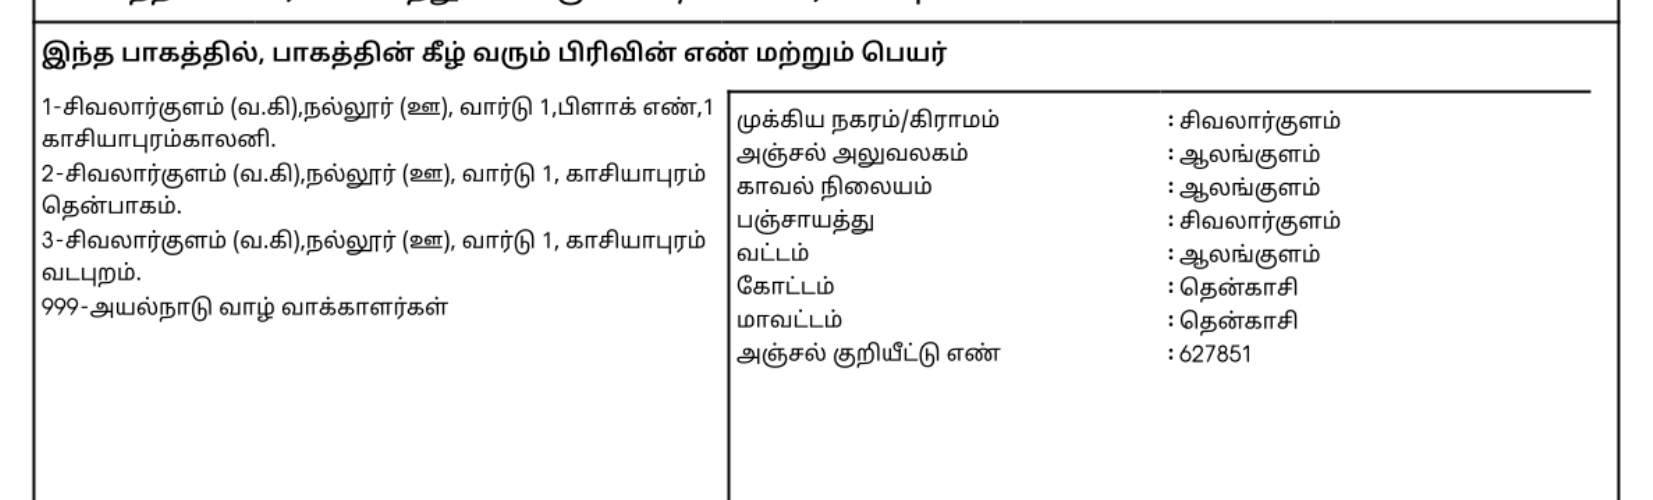 இந்த பாகத்தில், பாகத்தின் கீழ் வரும் பிரிவின் எண் மற்றும் பெயர்
1-சிவலார்குளம் (வ.கி),நல்லூர் (ஊ), வார்டு 1,பிளாக் எண்,1
காசியாபுரம்காலனி.
2-சிவலார்குளம் (வ.கி),நல்லூர் (ஊ), வார்டு 1, காசியாபுரம்
தென்பாகம்.
3-சிவலார்குளம் (வ.கி),நல்லூர் (ஊ), வார்டு 1, காசியாபுரம்
வடபுறம்.
999-அயல்நாடு வாழ் வாக்காளர்கள்
முக்கிய நகரம்/கிராமம் : சிவலார்குளம்
அஞ்சல் அலுவலகம் : ஆலங்குளம்
காவல் நிலையம் : ஆலங்குளம்
பஞ்சாயத்து : சிவலார்குளம்
வட்டம் : ஆலங்குளம்
கோட்டம் : தென்காசி
மாவட்டம் : தென்காசி
அஞ்சல் குறியீட்டு எண் : 627851